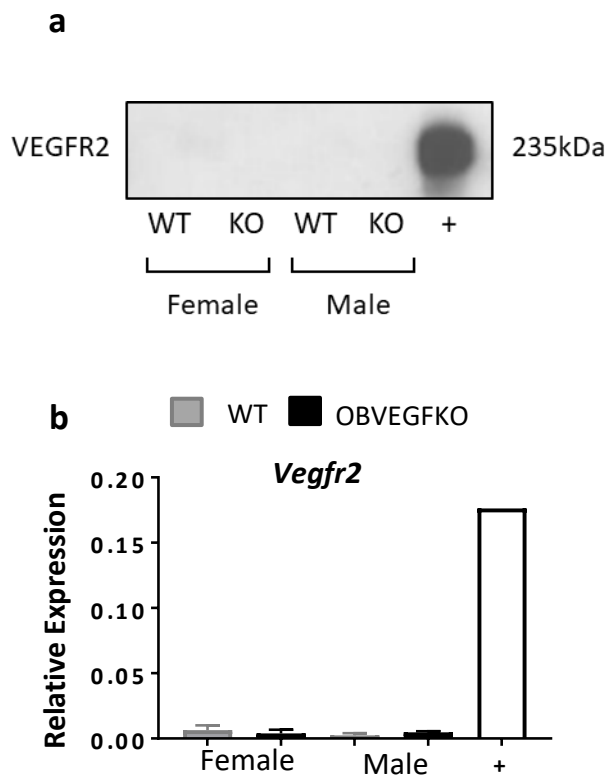 a
VEGFR2 235kDa
WT KO WT KO +
Female Male
b WT OBVEGFKO
Vegfr2
Relative Expression
0.20
0.15
0.10
0.05
0.00
Female Male +